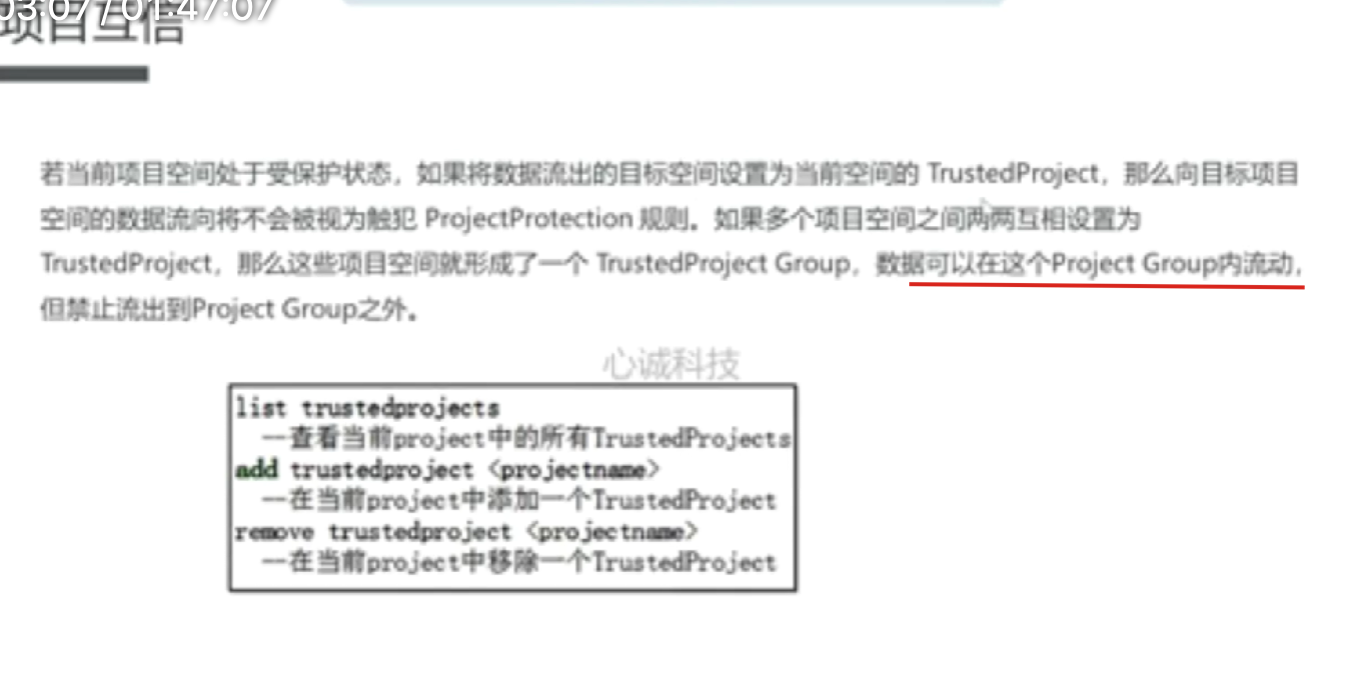 03:07/01:47:07
项目互信
若当前项目空间处于受保护状态，如果将数据流出的目标空间设置为当前空间的 TrustedProject，那么向目标项目
空间的数据流向将不会被视为触犯 ProjectProtection 规则。如果多个项目空间之间两两互相设置为
TrustedProject，那么这些项目空间就形成了一个 TrustedProject Group，数据可以在这个Project Group内流动，
但禁止流出到Project Group之外。
心诚科技
list trustedprojects
--查看当前project中的所有TrustedProjects
add trustedproject <projectname>
--在当前project中添加一个TrustedProject
remove trustedproject <projectname>
--在当前project中移除一个TrustedProject